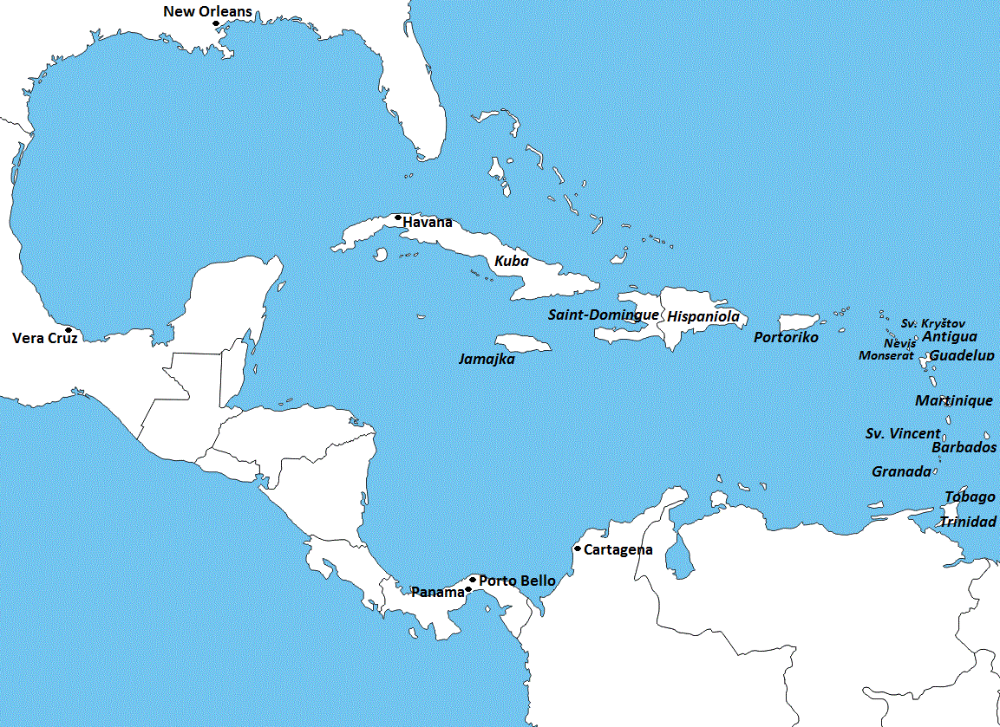 New Orleans
Havana
Kuba
Vera Cruz
Saint-Domingue
Hispaniola
Portoriko
Jamajka
Sv. Kryštov
Antigua
Nevis
Monserat
Guadelup
Martinique
Sv. Vincent
Barbados
Granada
Tobago
Trinidad
Cartagena
Porto Bello
Panama